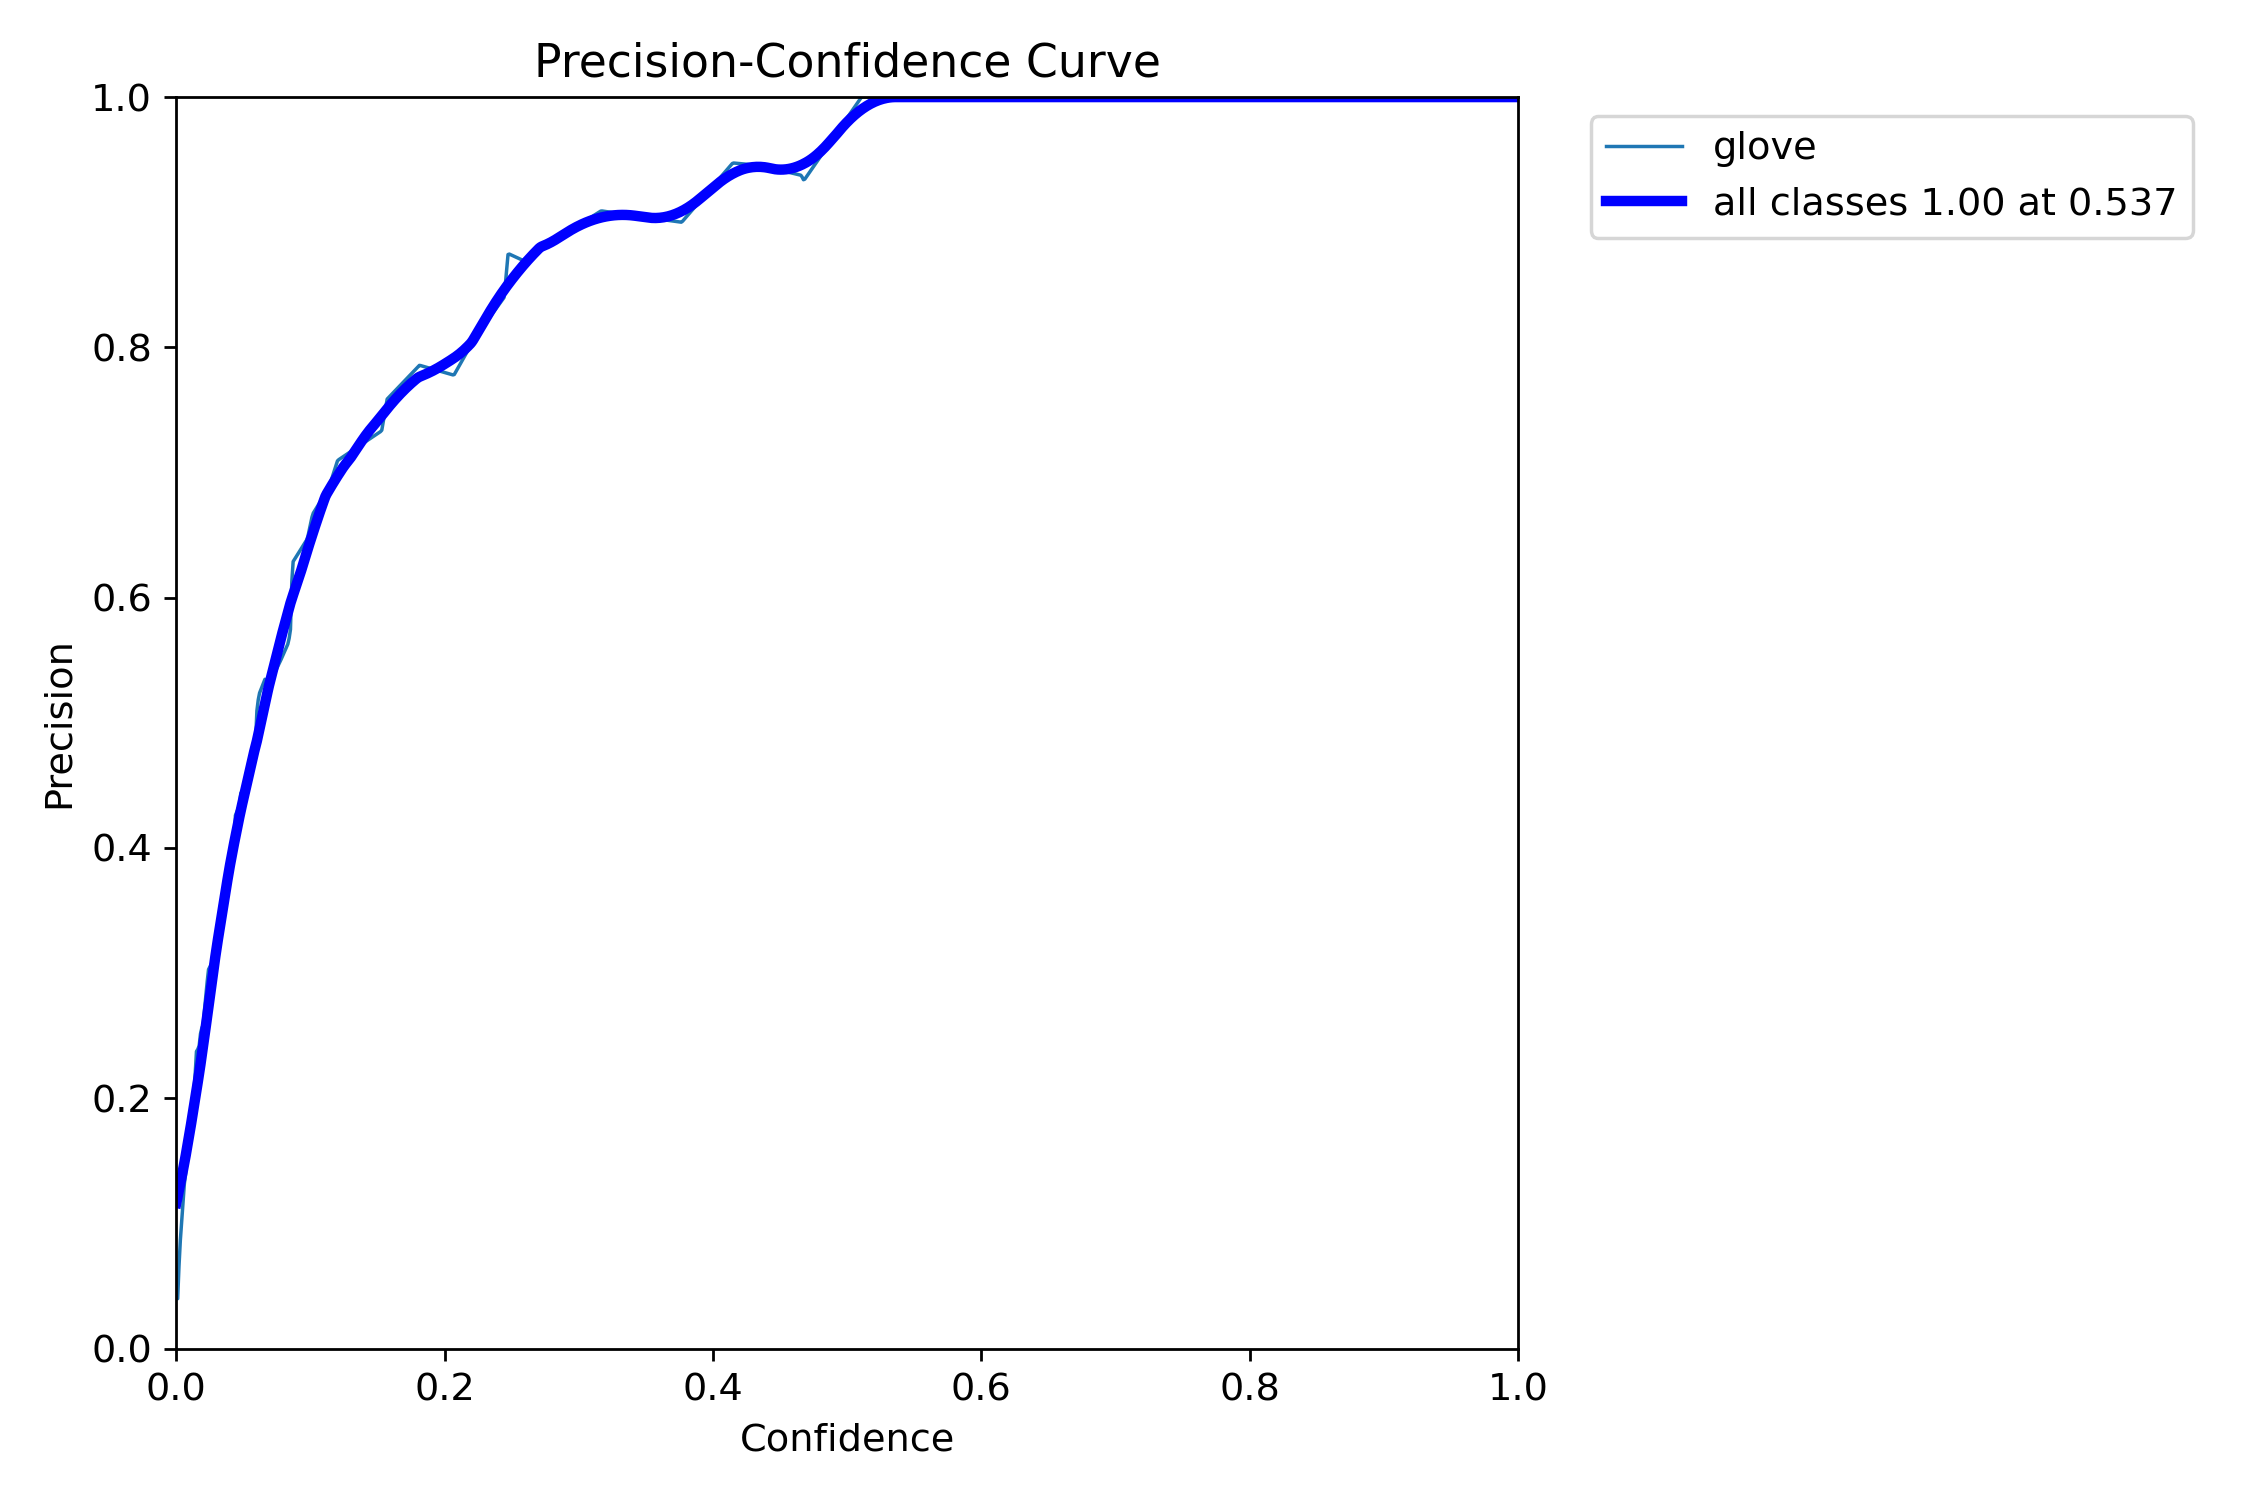 Precision-Confidence Curve
1.0
0.8
0.6
0.4
0.2
0.0
Precision
0.0 0.2 0.4 0.6 0.8 1.0
Confidence
glove
all classes 1.00 at 0.537